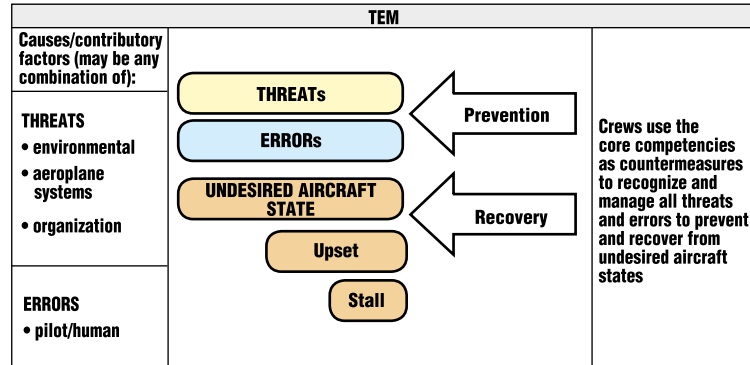 TEM
Causes/contributory
factors (may be any
combination of):
THREATS
• environmental
• aeroplane
systems
• organization
ERRORS
• pilot/human
THREATs
ERRORs
UNDESIRED AIRCRAFT
STATE
Upset
Stall
Prevention
Recovery
Crews use the
core competencies
as countermeasures
to recognize and
manage all threats
and errors to prevent
and recover from
undesired aircraft
states